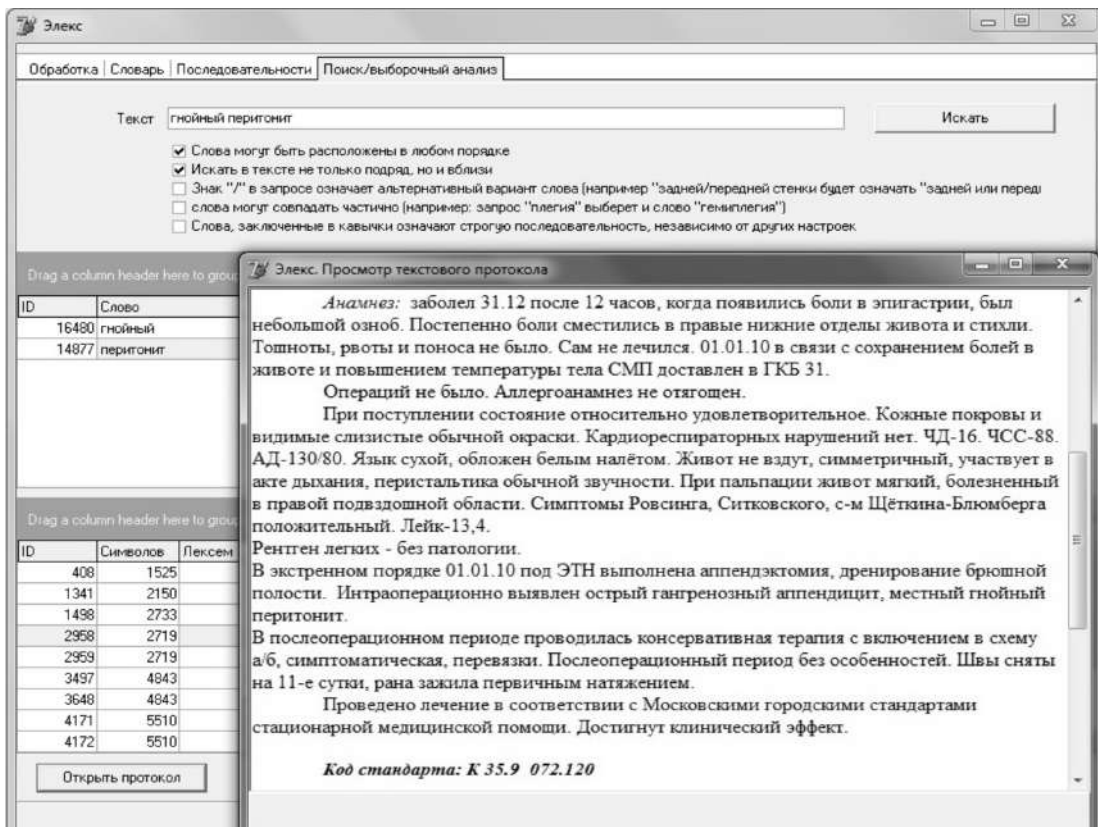 Элекс
Обработка Словарь Последовательности Поиск/выборочный анализ
Текст гнойный перитонит Искать
Слова могут быть расположены в любом порядке
Искать в тексте не только подряд, но и вблизи
Знак "/" в запросе означает альтернативный вариант слова (например "задней/передней стенки будет означать "задней или перед
слова могут совпадать частично (например: запрос "плегия" выберет и слово "гемиплегия")
Слова, заключенные в кавычки означают строгую последовательность, независимо от других настроек
Drag a column header here to grou
ID Слово
16480 гнойный
14877 перитонит
Drag a column header here to grou
ID Символов Лексем
408 1525
1341 2150
1498 2733
2958 2719
2959 2719
3497 4843
3648 4843
4171 5510
4172 5510
Открыть протокол
Элекс. Просмотр текстового протокола
Анамнез: заболел 31.12 после 12 часов, когда появились боли в эпигастрии, был
небольшой озноб. Постепенно боли сместились в правые нижние отделы живота и стихли.
Тошноты, рвоты и поноса не было. Сам не лечился. 01.01.10 в связи с сохранением болей в
животе и повышением температуры тела СМП доставлен в ГКБ 31.
Операций не было. Аллергоанамнез не отягощен.
При поступлении состояние относительно удовлетворительное. Кожные покровы и
видимые слизистые обычной окраски. Кардиореспираторных нарушений нет. ЧД-16. ЧСС-88.
АД-130/80. Язык сухой, обложен белым налётом. Живот не вздут, симметричный, участвует в
акте дыхания, перистальтика обычной звучности. При пальпации живот мягкий, болезненный
в правой подвздошной области. Симптомы Ровсинга, Ситковского, с-м Щёткина-Блюмберга
положительный. Лейк-13,4.
Рентген легких - без патологии.
В экстренном порядке 01.01.10 под ЭТН выполнена аппендэктомия, дренирование брюшной
полости. Интраоперационно выявлен острый гангренозный аппендицит, местный гнойный
перитонит.
В послеоперационном периоде проводилась консервативная терапия с включением в схему
а/б, симптоматическая, перевязки. Послеоперационный период без особенностей. Швы сняты
на 11-е сутки, рана зажила первичным натяжением.
Проведено лечение в соответствии с Московскими городскими стандартами
стационарной медицинской помощи. Достигнут клинический эффект.
Код стандарта: К 35.9 072.120